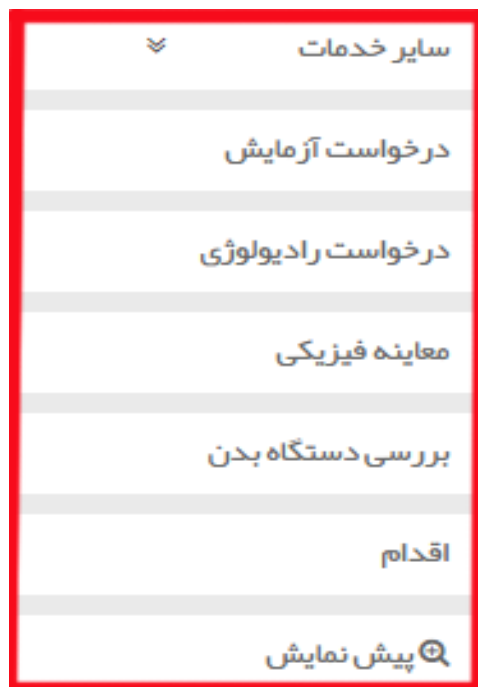 سایر خدمات
درخواست آزمایش
درخواست رادیولوژی
معاینه فیزیکی
بررسی دستگاه بدن
اقدام
پیش نمایش